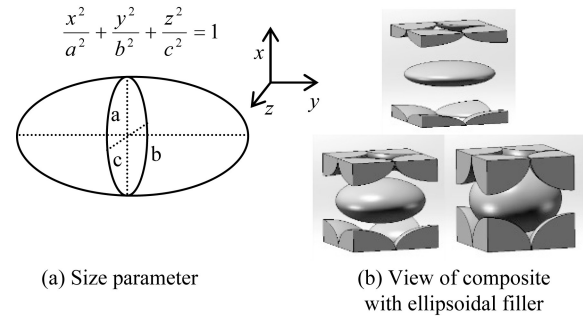 x²/a² + y²/b² + z²/c² = 1
x
y
z
a
b
c
(a) Size parameter
(b) View of composite
with ellipsoidal filler